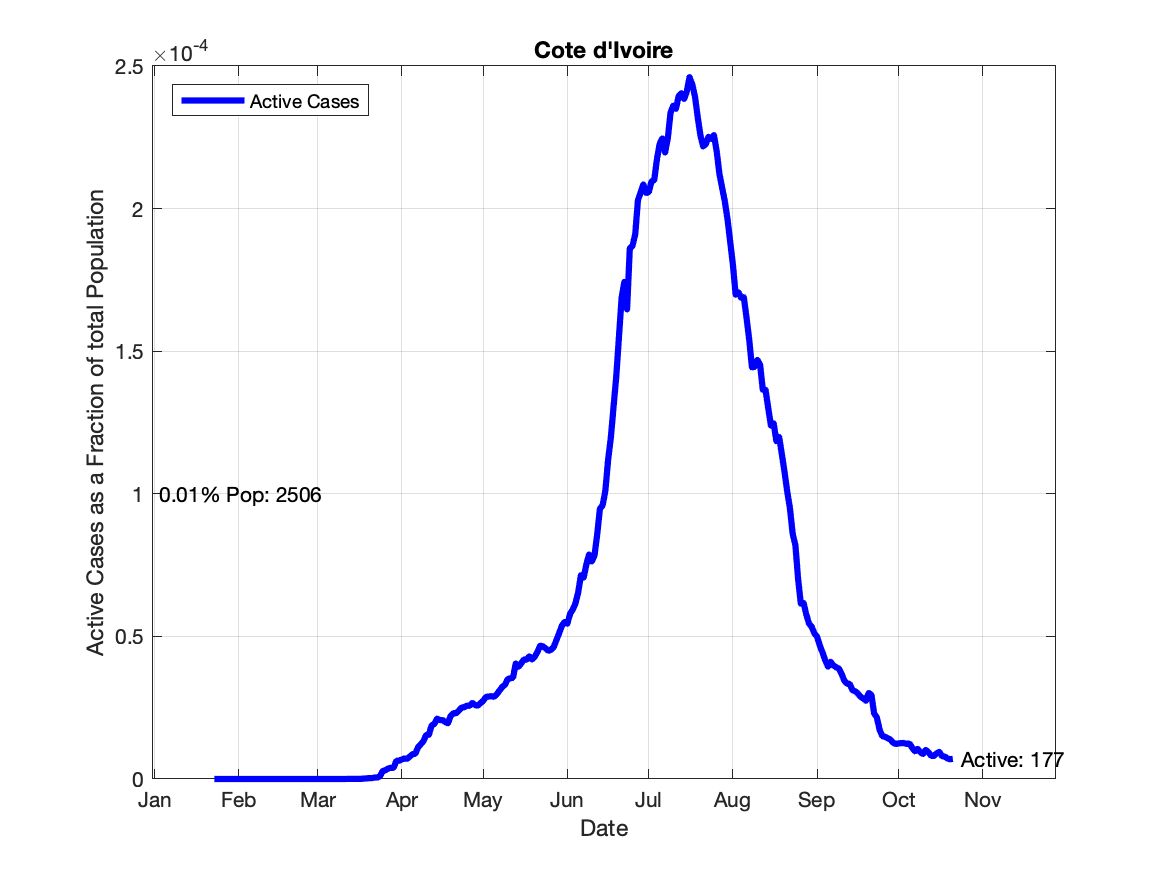 Cote d'Ivoire
×10-4
Active Cases
Active Cases as a Fraction of total Population
2.5
2
1.5
1
0.5
0
0.01% Pop: 2506
Active: 177
Jan Feb Mar Apr May Jun Jul Aug Sep Oct Nov
Date